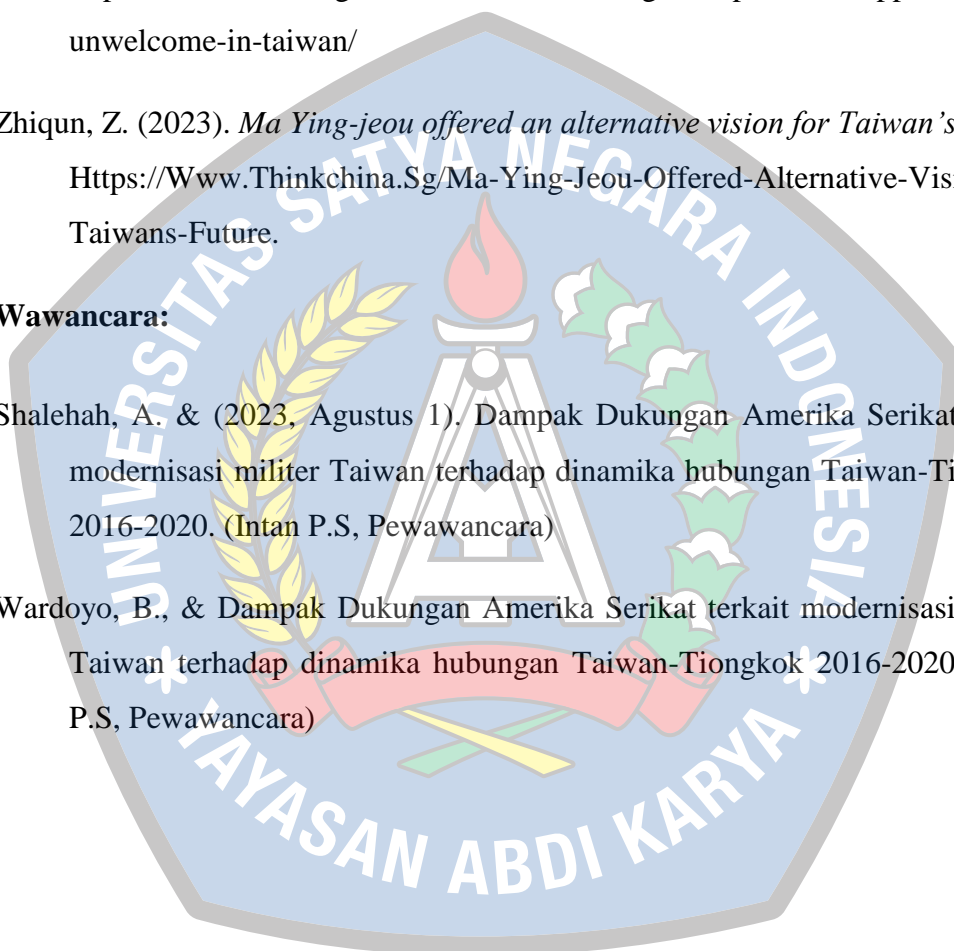 unwelcome-in-taiwan/
Zhiqun, Z. (2023). Ma Ying-jeou offered an alternative vision for Taiwan's
Https://Www.Thinkchina.Sg/Ma-Ying-Jeou-Offered-Alternative-Vis
Taiwans-Future.
Wawancara:
Shalehah, A. & (2023, Agustus 1). Dampak Dukungan Amerika Serikat
modernisasi militer Taiwan terhadap dinamika hubungan Taiwan-Ti
2016-2020. (Intan P.S, Pewawancara)
Wardoyo, B., & Dampak Dukungan Amerika Serikat terkait modernisasi
Taiwan terhadap dinamika hubungan Taiwan-Tiongkok 2016-2020
P.S, Pewawancara)
UNIVERSITAS SATYA NEGARA INDONESIA
* YAYASAN ABDI KARYA *